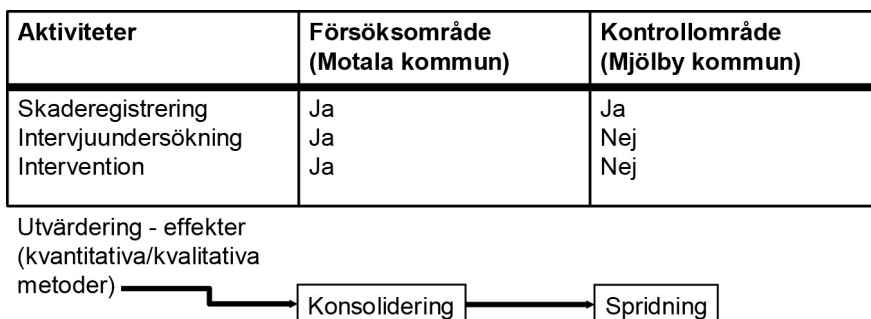 Aktiviteter
Försöksområde
(Motala kommun)
Kontrollområde
(Mjölby kommun)
Skaderegistrering Ja Ja
Intervjuundersökning Ja Nej
Intervention Ja Nej
Utvärdering - effekter
(kvantitativa/kvalitativa
metoder)
Konsolidering
Spridning